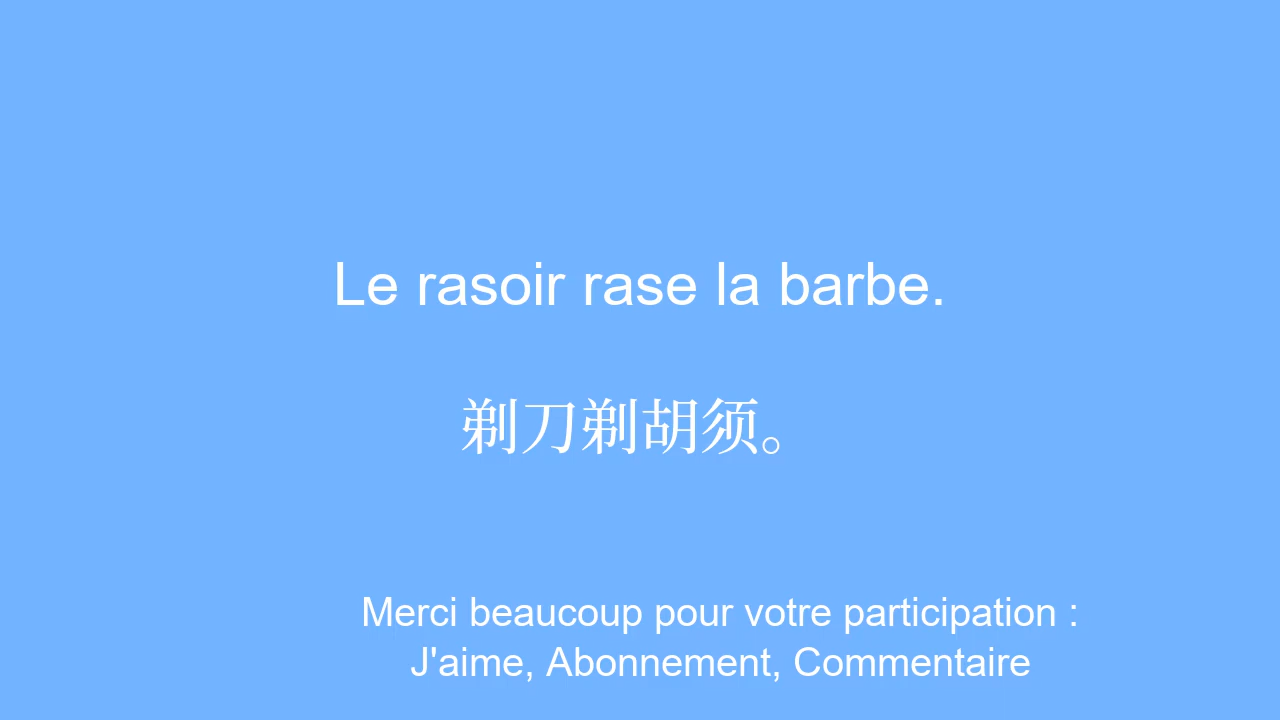 Le rasoir rase la barbe.
剃刀剃胡须。
Merci beaucoup pour votre participation :
J'aime, Abonnement, Commentaire